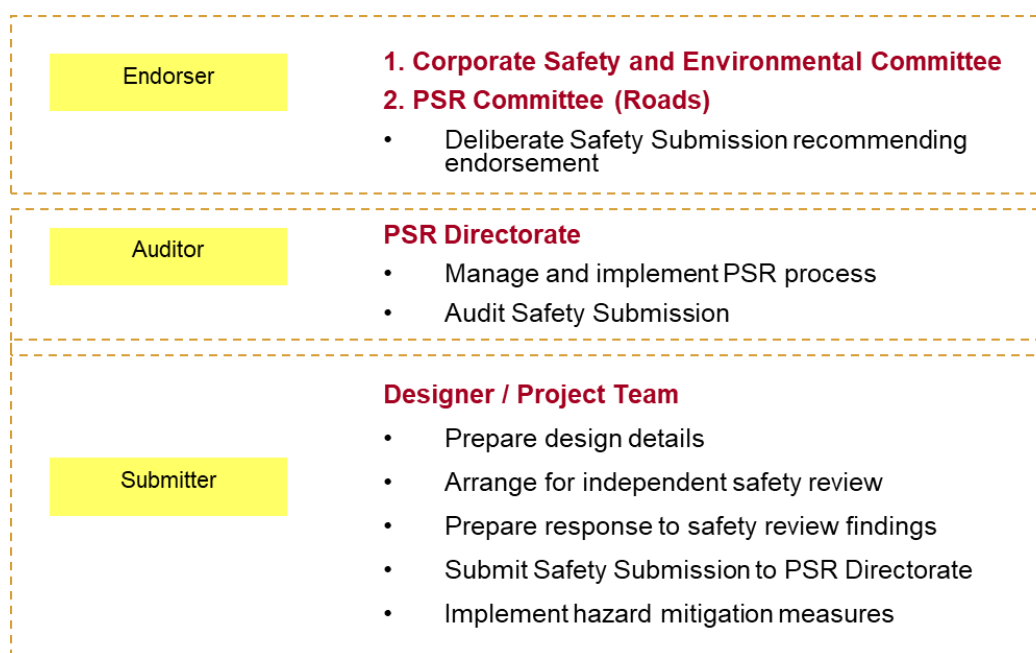 Endorser
1. Corporate Safety and Environmental Committee
2. PSR Committee (Roads)
• Deliberate Safety Submission recommending
endorsement
Auditor
PSR Directorate
• Manage and implement PSR process
• Audit Safety Submission
Designer / Project Team
• Prepare design details
Submitter
• Arrange for independent safety review
• Prepare response to safety review findings
• Submit Safety Submission to PSR Directorate
• Implement hazard mitigation measures